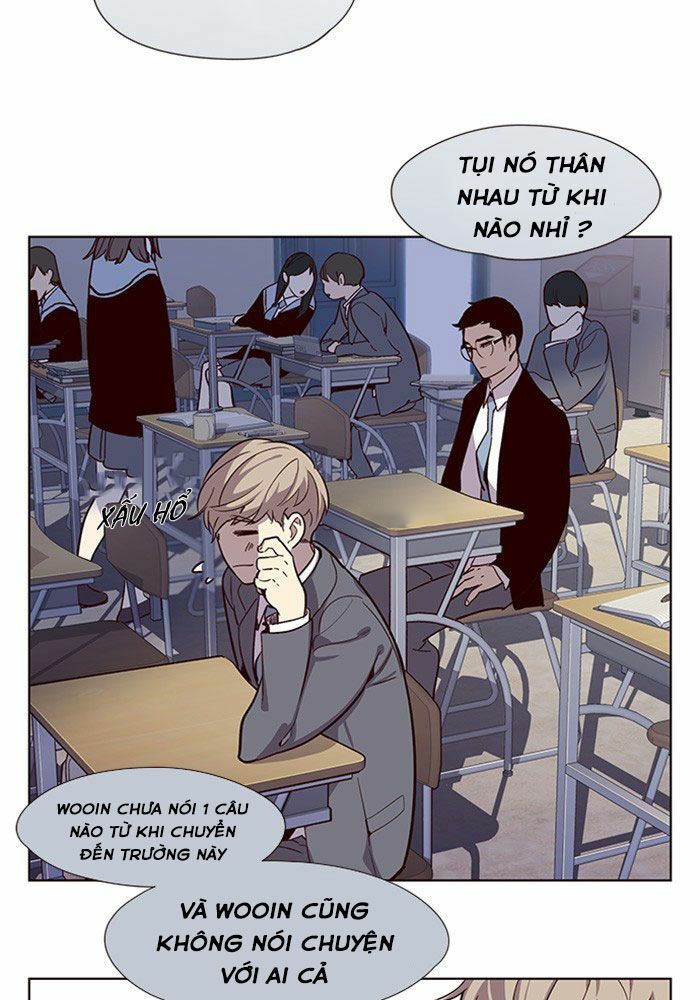 TỤI NÓ THÂN
NHAU TỪ KHI
NÀO NHỈ ?
XẤU HỔ
WOOIN CHƯA NÓI 1 CÂU
NÀO TỪ KHI CHUYỂN
ĐẾN TRƯỜNG NÀY
VÀ WOOIN CŨNG
KHÔNG NÓI CHUYỆN
VỚI AI CẢ